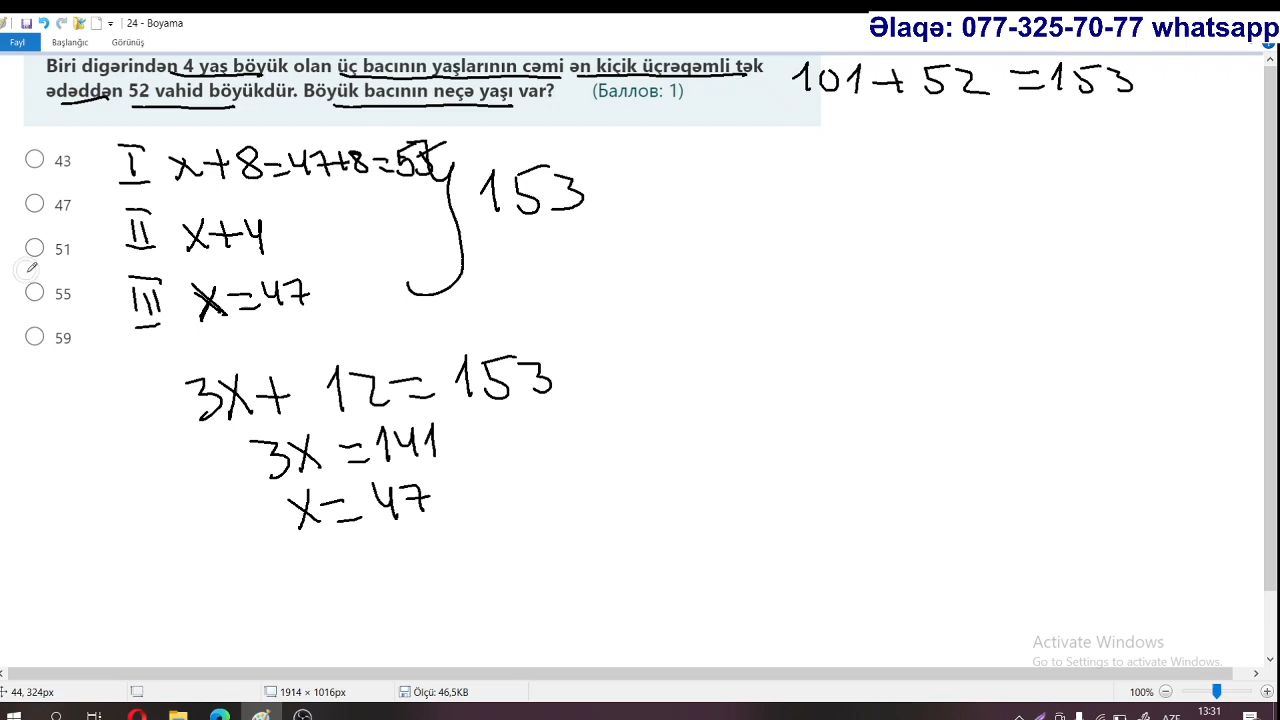 24 - Boyama
Əlaqə: 077-325-70-77 whatsapp
Fayl Başlanğıc Görünüş
Biri digərindən 4 yaş böyük olan üç bacının yaşlarının cəmi ən kiçik üçrəqəmli tək
ədəddən 52 vahid böyükdür. Böyük bacının neçə yaşı var? (Баллов: 1)
101+52=153
43
47
51
55
59
I x+8=47+8=55
II x+4
III x=47
153
3x+12=153
3x=141
x=47
Activate Windows
Go to Settings to activate Windows.
44, 324px 1914 × 1016px Ölçü: 46,5KB 100%
AZE 13:31